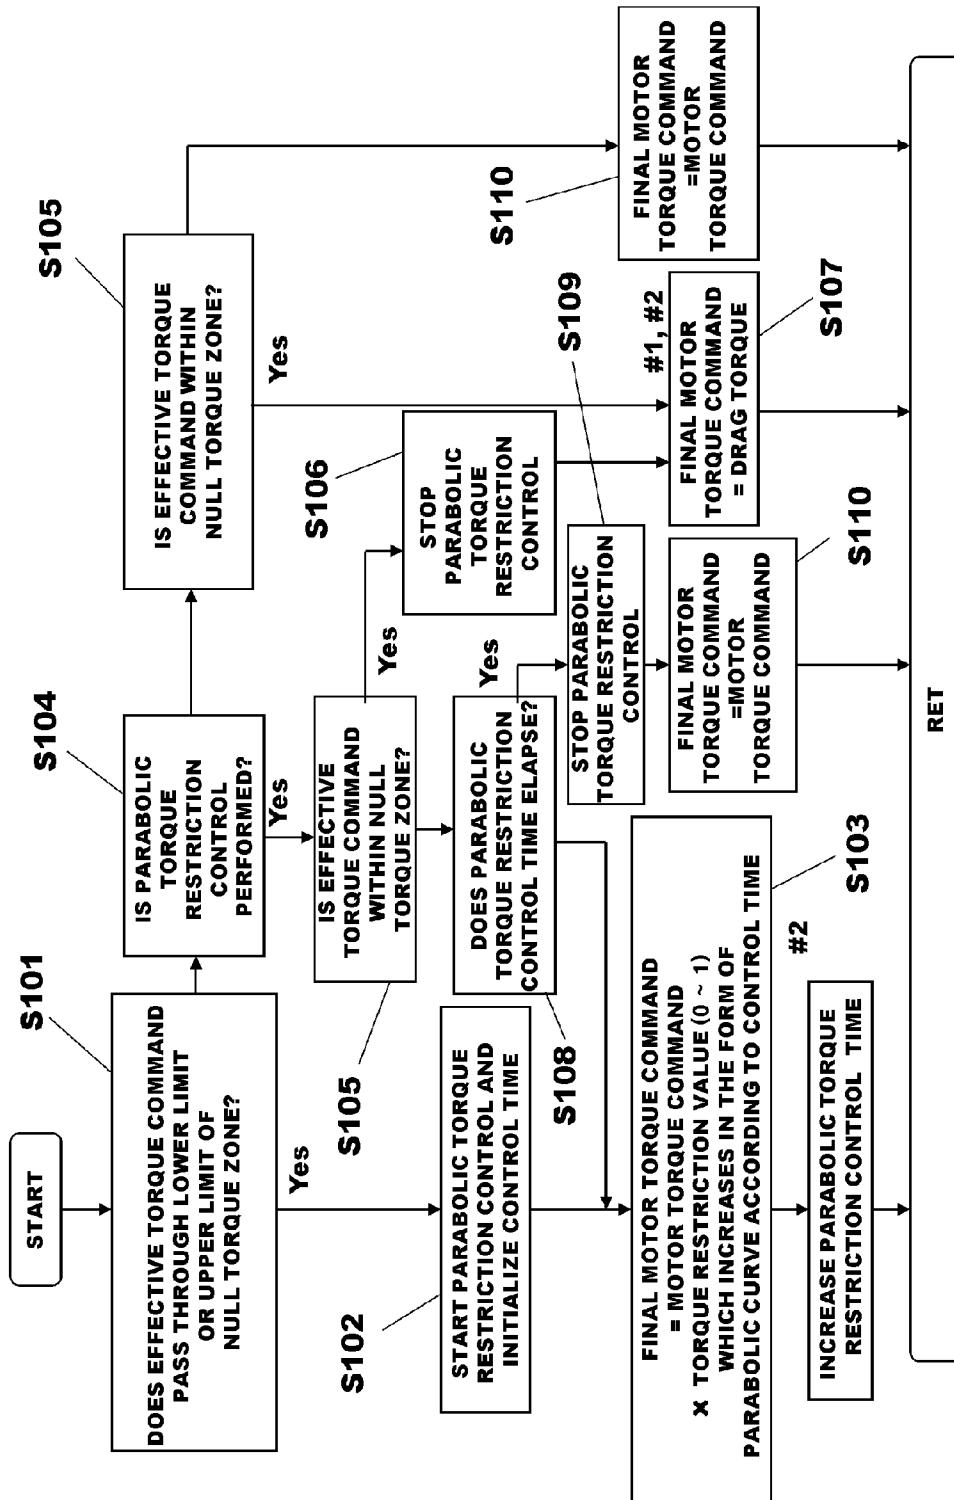 START
S101
DOES EFFECTIVE TORQUE COMMAND
PASS THROUGH LOWER LIMIT
OR UPPER LIMIT OF
NULL TORQUE ZONE?
Yes
S104
IS PARABOLIC
TORQUE
RESTRICTION
CONTROL
PERFORMED?
Yes
S105
IS EFFECTIVE TORQUE
COMMAND WITHIN
NULL TORQUE ZONE?
Yes
S105
IS EFFECTIVE
TORQUE COMMAND
WITHIN NULL
TORQUE ZONE?
Yes
S106
STOP
PARABOLIC
TORQUE
RESTRICTION
CONTROL
S102
START PARABOLIC TORQUE
RESTRICTION CONTROL AND
INITIALIZE CONTROL TIME
S108
DOES PARABOLIC
TORQUE RESTRICTION
CONTROL TIME ELAPSE?
Yes
S109
STOP PARABOLIC
TORQUE RESTRICTION
CONTROL
S110
FINAL MOTOR
TORQUE COMMAND
=MOTOR
TORQUE COMMAND
#1, #2
FINAL MOTOR
TORQUE COMMAND
= DRAG TORQUE
S107
S103
FINAL MOTOR TORQUE COMMAND
= MOTOR TORQUE COMMAND
X TORQUE RESTRICTION VALUE (0 ~ 1)
WHICH INCREASES IN THE FORM OF
PARABOLIC CURVE ACCORDING TO CONTROL TIME
#2
FINAL MOTOR
TORQUE COMMAND
=MOTOR
TORQUE COMMAND
S110
INCREASE PARABOLIC TORQUE
RESTRICTION CONTROL TIME
RET